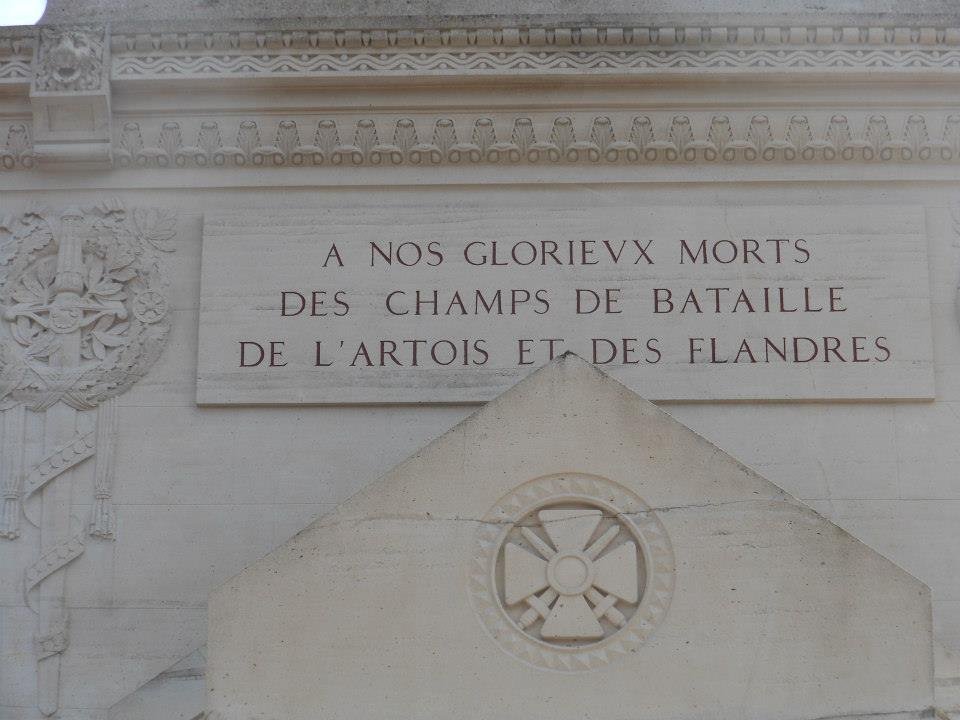 A NOS GLORIEVX MORTS
DES CHAMPS DE BATAILLE
DE L'ARTOIS ET DES FLANDRES